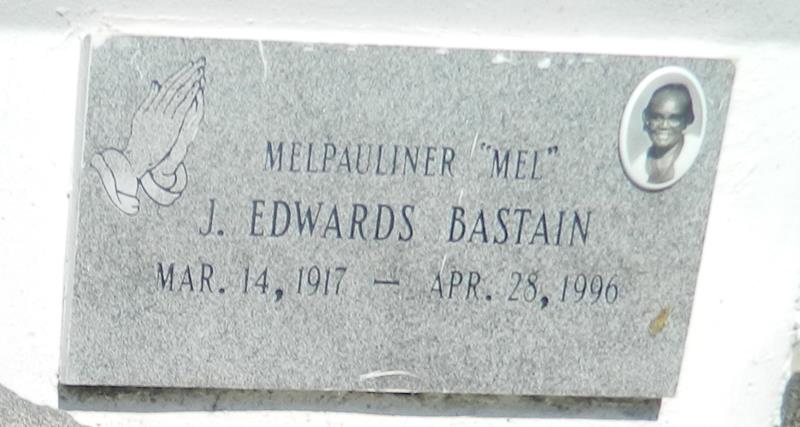 MELPAULINER "MEL"
J. EDWARDS BASTAIN
MAR. 14, 1917 — APR. 28, 1996